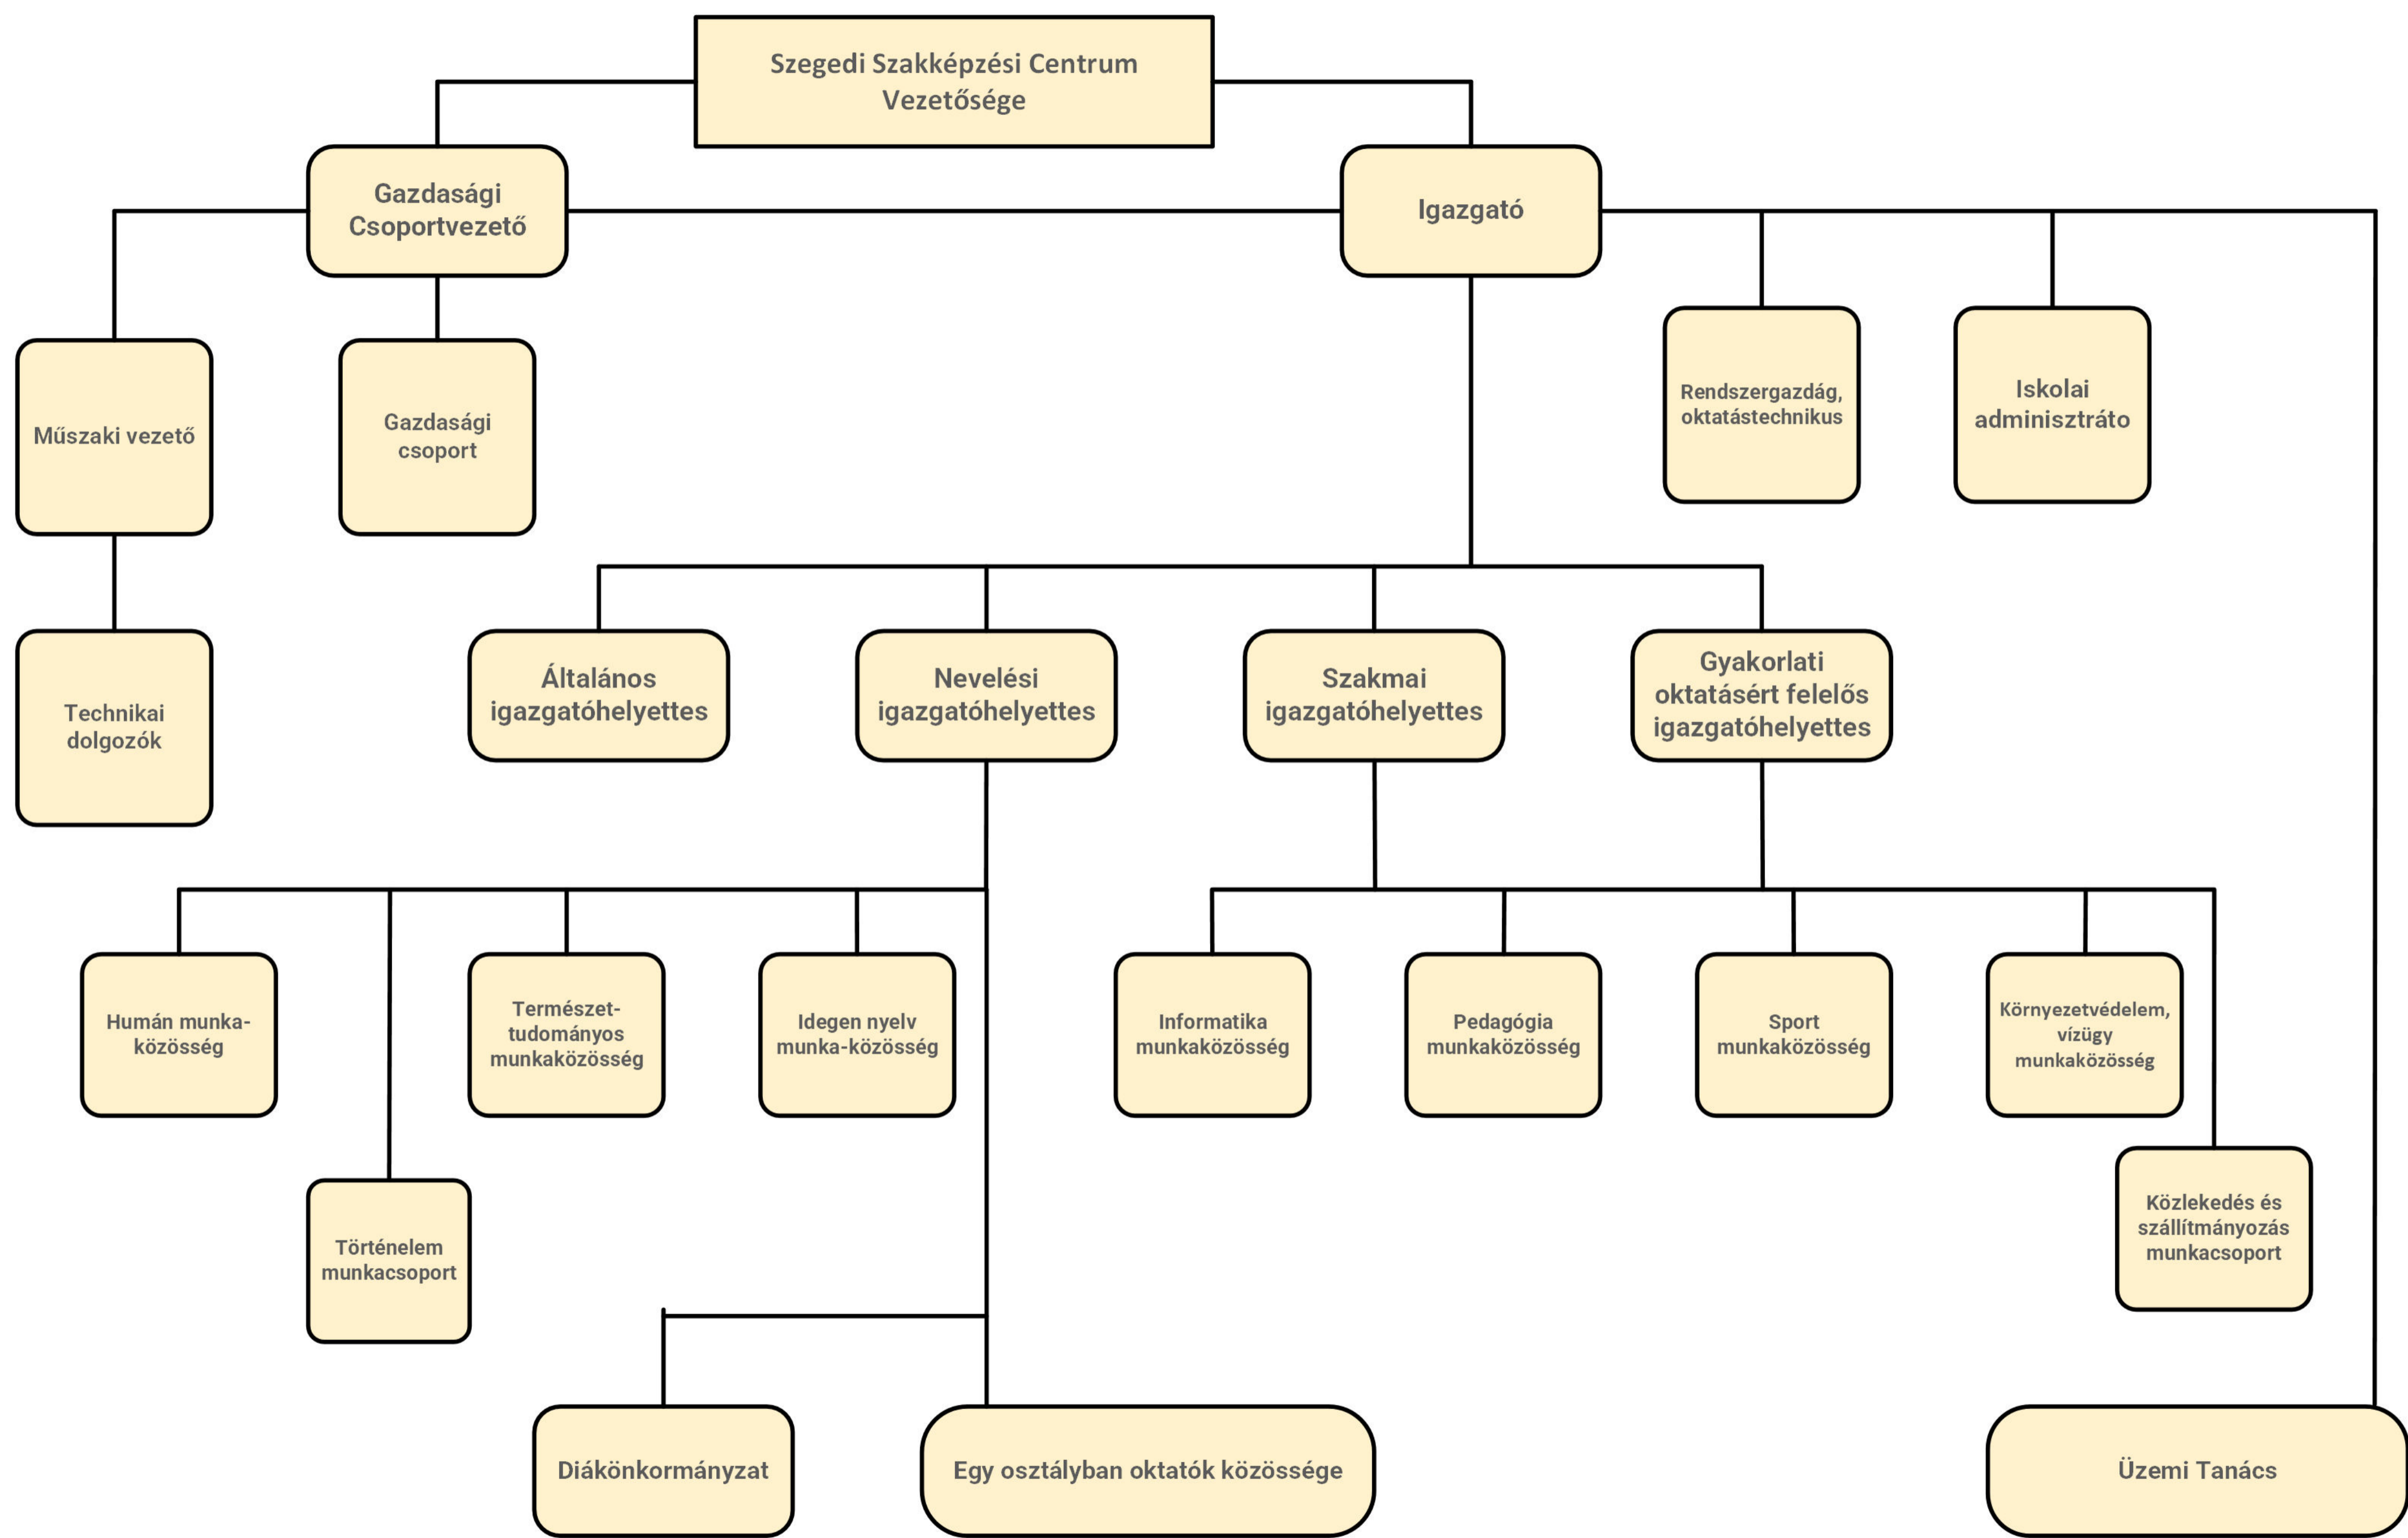 Szegedi Szakképzési Centrum
Vezetősége
Gazdasági
Csoportvezető
Igazgató
Műszaki vezető
Gazdasági
csoport
Rendszergazdág,
oktatástechnikus
Iskolai
adminisztráto
Technikai
dolgozók
Általános
igazgatóhelyettes
Nevelési
igazgatóhelyettes
Szakmai
igazgatóhelyettes
Gyakorlati
oktatásért felelős
igazgatóhelyettes
Humán munka-
közösség
Természet-
tudományos
munkaközösség
Idegen nyelv
munka-közösség
Informatika
munkaközösség
Pedagógia
munkaközösség
Sport
munkaközösség
Környezetvédelem,
vízügy
munkaközösség
Történelem
munkacsoport
Közlekedés és
szállítmányozás
munkacsoport
Diákönkormányzat
Egy osztályban oktatók közössége
Üzemi Tanács